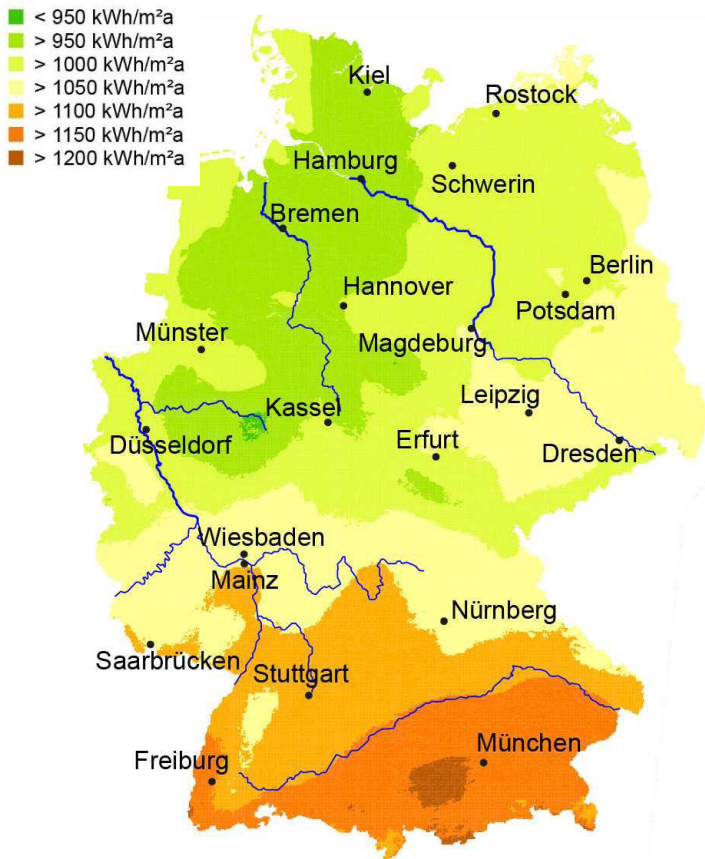 < 950 kWh/m²a
> 950 kWh/m²a
> 1000 kWh/m²a
> 1050 kWh/m²a
> 1100 kWh/m²a
> 1150 kWh/m²a
> 1200 kWh/m²a
Kiel
Rostock
Hamburg
Schwerin
Bremen
Berlin
Hannover
Potsdam
Münster
Magdeburg
Leipzig
Kassel
Düsseldorf
Erfurt
Dresden
Wiesbaden
Mainz
Nürnberg
Saarbrücken
Stuttgart
München
Freiburg